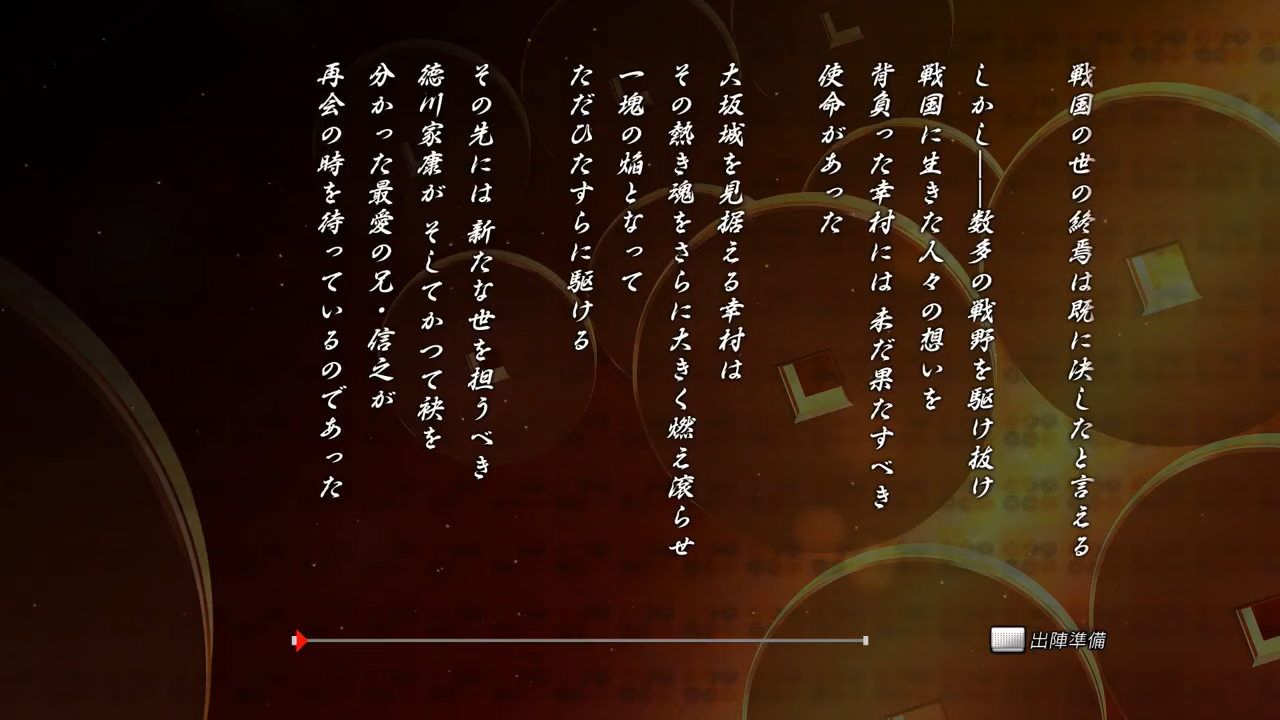 戦国の世の終焉は既に決したと言える
しかし――数多の戦野を駆け抜け
戦国に生きた人々の想いを
背負った幸村には 未だ果たすべき
使命があった
大坂城を見据える幸村は
その熱き魂をさらに大きく燃え滾らせ
一塊の焔となって
ただひたすらに駆ける
その先には 新たな世を担うべき
徳川家康が そしてかつて袂を
分かった最愛の兄・信之が
再会の時を待っているのであった
出陣準備